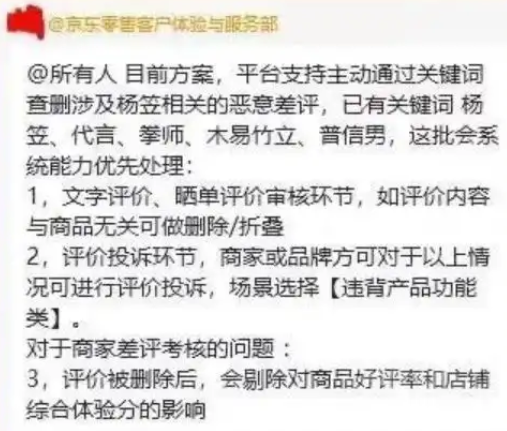 @京东零售客户体验与服务部
@所有人 目前方案，平台支持主动通过关键词
查删涉及杨笠相关的恶意差评，已有关键词 杨
笠、代言、拳师、木易竹立、普信男，这批会系
统能力优先处理：
1，文字评价、晒单评价审核环节，如评价内容
与商品无关可做删除/折叠
2，评价投诉环节，商家或品牌方可对于以上情
况可进行评价投诉，场景选择【违背产品功能
类】。
对于商家差评考核的问题：
3，评价被删除后，会剔除对商品好评率和店铺
综合体验分的影响